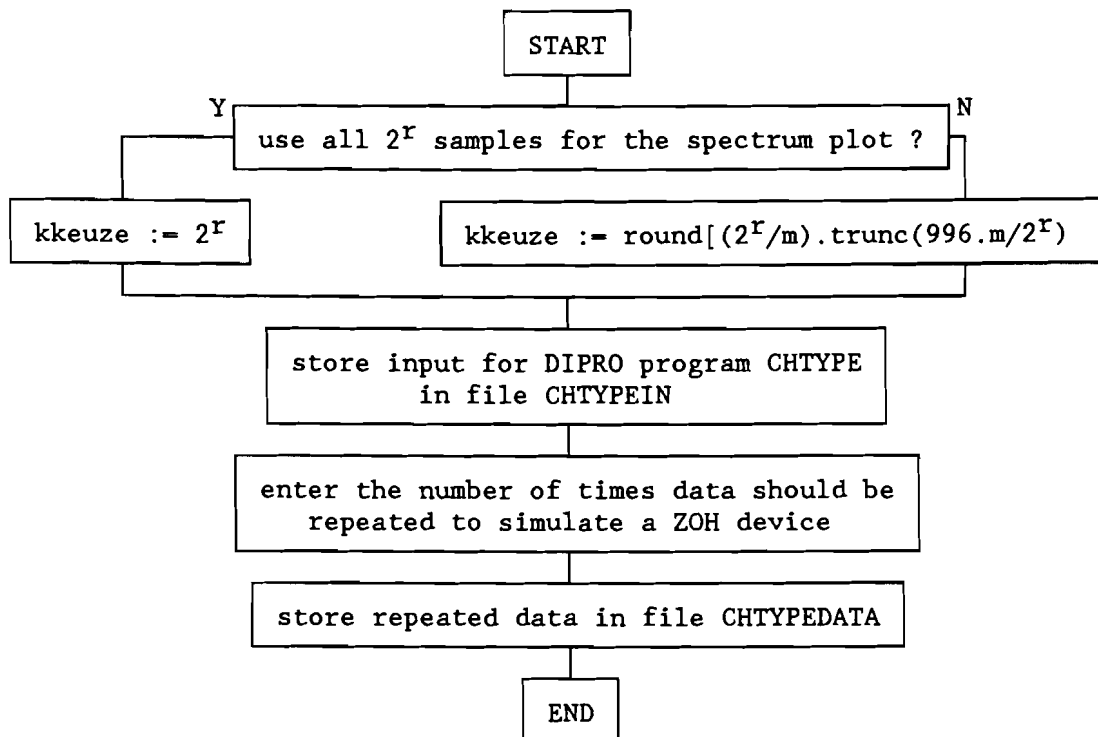 START
Y
N
use all 2^r samples for the spectrum plot ?
kkeuze := 2^r
kkeuze := round[(2^r/m).trunc(996.m/2^r)
store input for DIPRO program CHTYPE
in file CHTYPEIN
enter the number of times data should be
repeated to simulate a ZOH device
store repeated data in file CHTYPEDATA
END